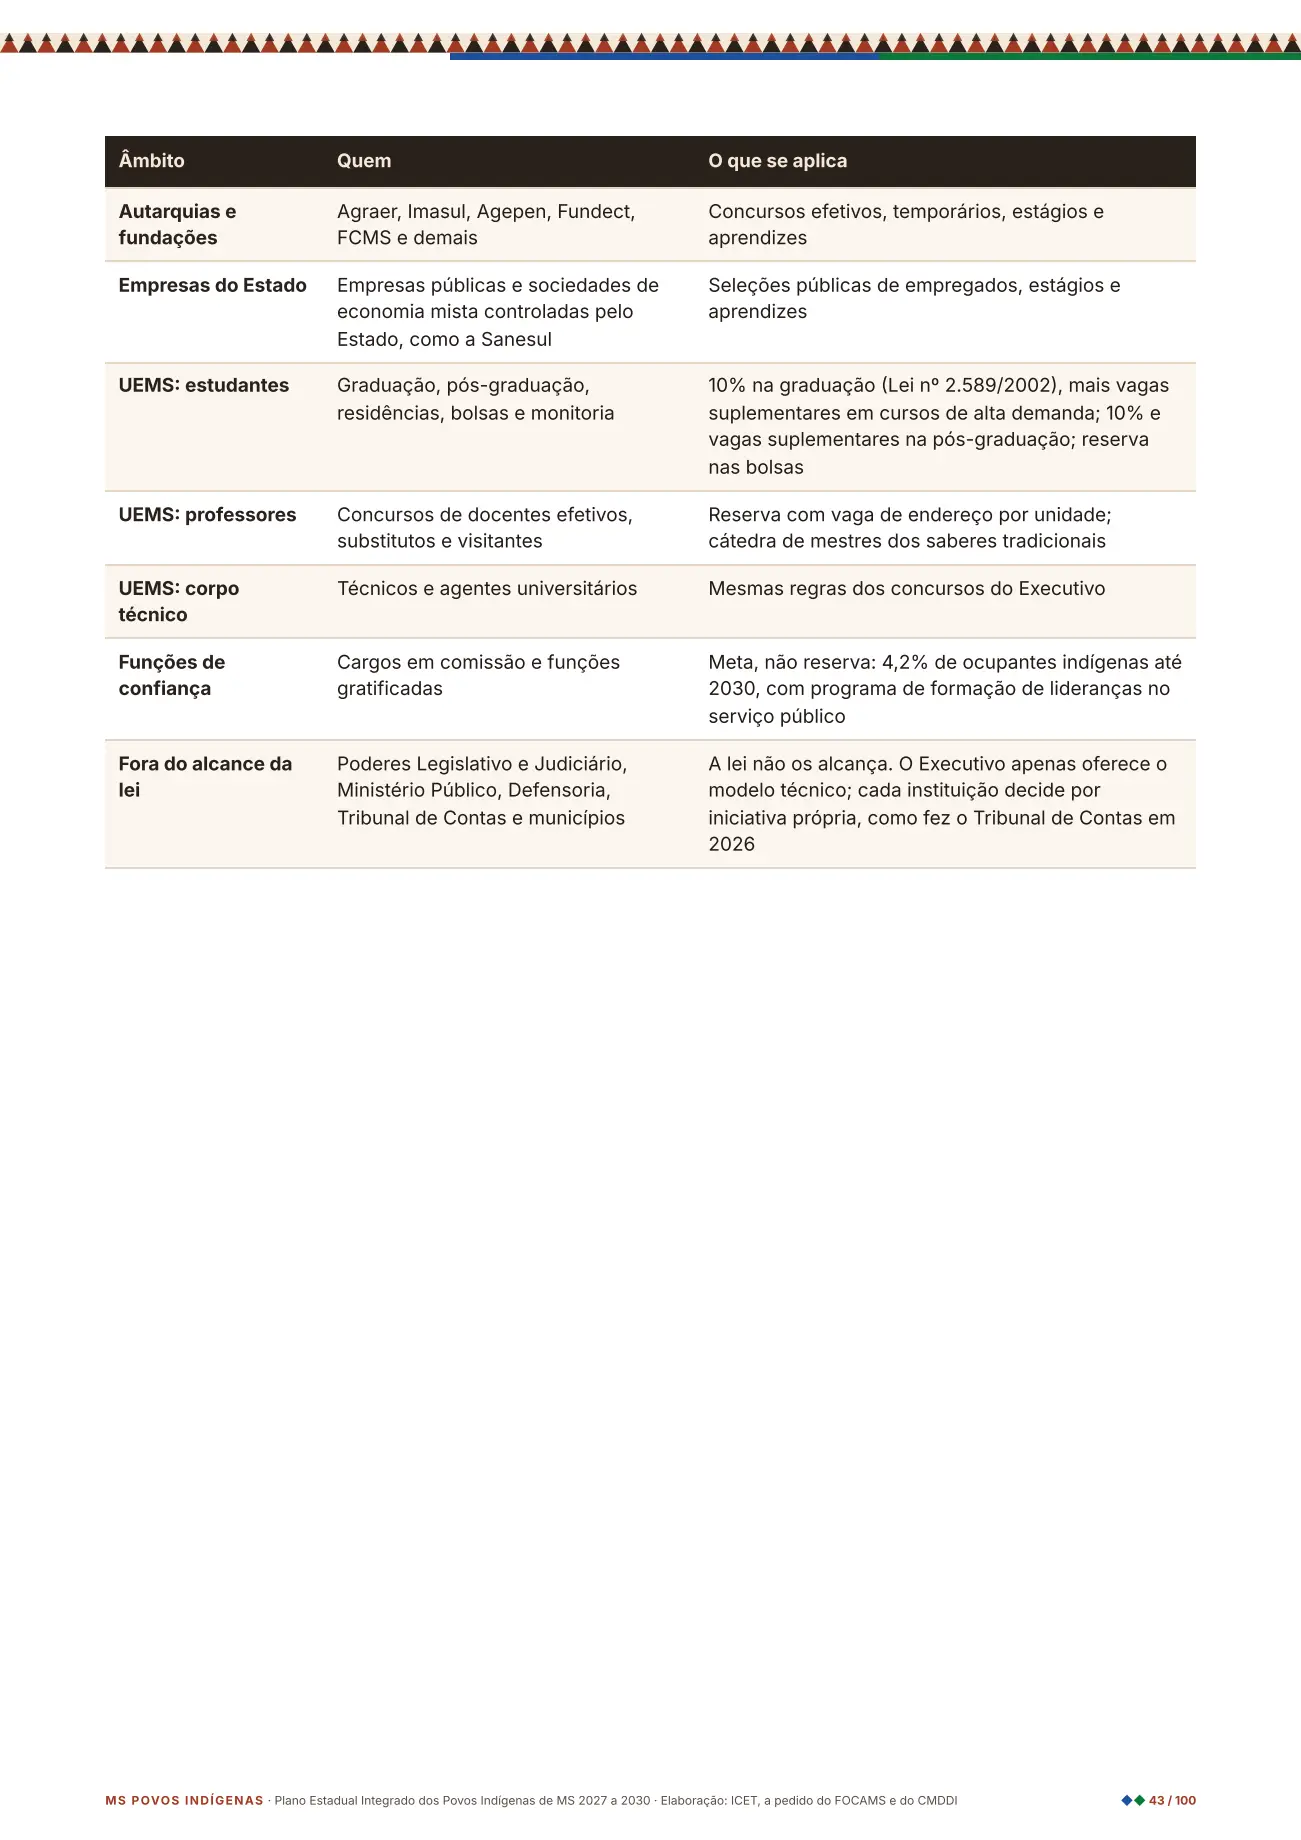 Âmbito Quem O que se aplica
Autarquias e Agraer, Imasul, Agepen, Fundect, Concursos efetivos, temporários, estágios e
fundações FCMS e demais aprendizes
Empresas do Estado Empresas públicas e sociedades de Seleções públicas de empregados, estágios e
economia mista controladas pelo aprendizes
Estado, como a Sanesul
UEMS: estudantes Graduação, pós-graduação, 10% na graduação (Lei nº 2.589/2002), mais vagas
residências, bolsas e monitoria suplementares em cursos de alta demanda; 10% e
vagas suplementares na pós-graduação; reserva
nas bolsas
UEMS: professores Concursos de docentes efetivos, Reserva com vaga de endereço por unidade;
substitutos e visitantes cátedra de mestres dos saberes tradicionais
UEMS: corpo Técnicos e agentes universitários Mesmas regras dos concursos do Executivo
técnico
Funções de Cargos em comissão e funções Meta, não reserva: 4,2% de ocupantes indígenas até
confiança gratificadas 2030, com programa de formação de lideranças no
serviço público
Fora do alcance da Poderes Legislativo e Judiciário, A lei não os alcança. O Executivo apenas oferece o
lei Ministério Público, Defensoria, modelo técnico; cada instituição decide por
Tribunal de Contas e municípios iniciativa própria, como fez o Tribunal de Contas em
2026
MS POVOS INDÍGENAS · Plano Estadual Integrado dos Povos Indígenas de MS 2027 a 2030 · Elaboração: ICET, a pedido do FOCAMS e do CMDDI 43 / 100